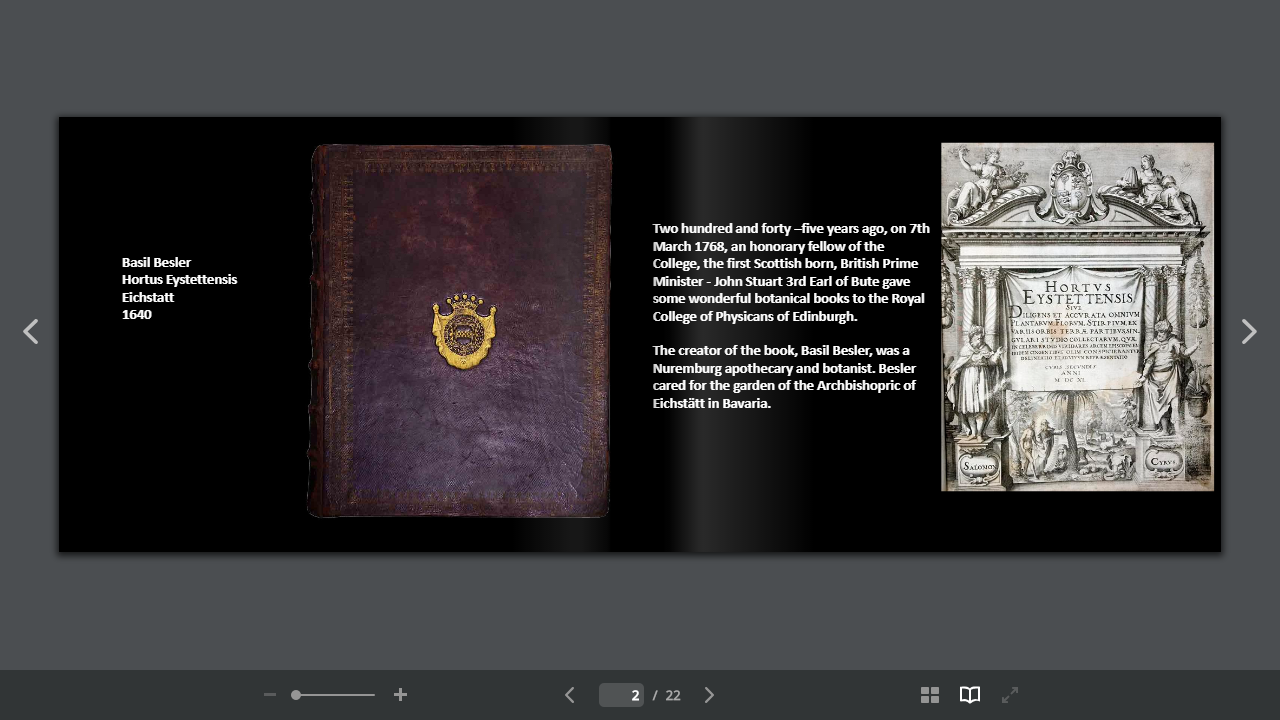 Basil Besler
Hortus Eystettensis
Eichstatt
1640
Two hundred and forty –five years ago, on 7th
March 1768, an honorary fellow of the
College, the first Scottish born, British Prime
Minister - John Stuart 3rd Earl of Bute gave
some wonderful botanical books to the Royal
College of Physicans of Edinburgh.
The creator of the book, Basil Besler, was a
Nuremburg apothecary and botanist. Besler
cared for the garden of the Archbishopric of
Eichstätt in Bavaria.
HORTVS
EYSTETTENSIS,
SIVE
DILIGENS ET ACCVRATA OMNIVM
PLANTARVM, FLORVM, STIRPIVM, EX
VARIIS ORBIS TERRÆ PARTIBVS, SIN-
GVLARI STVDIO COLLECTARVM, QVÆ
ANNI
M DC XL
SALOMON
CYRVS
2 / 22